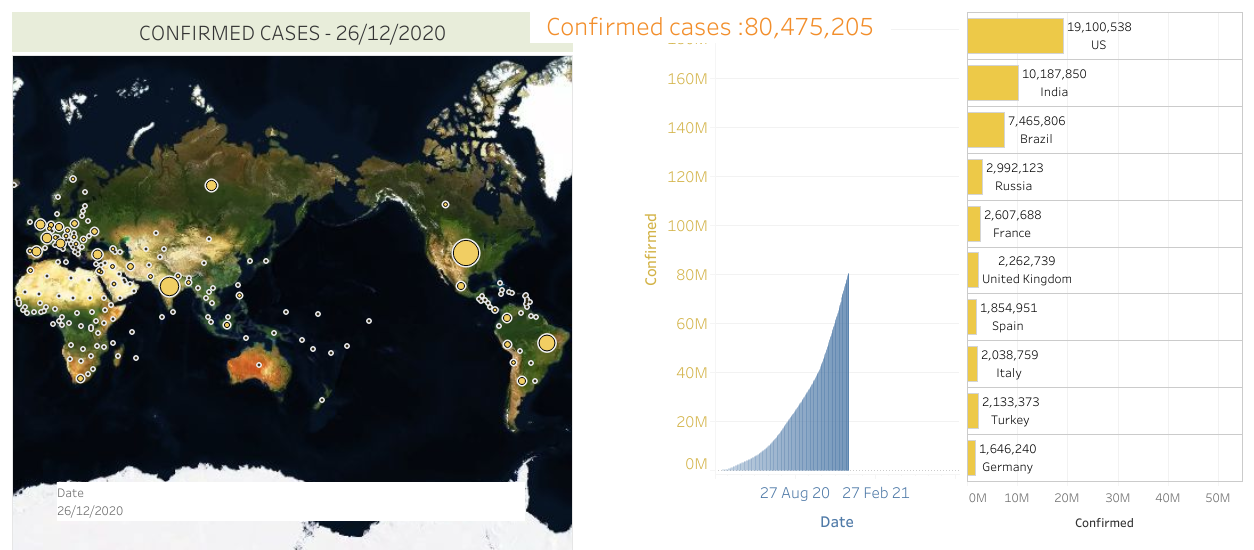 CONFIRMED CASES - 26/12/2020
Date
26/12/2020
Confirmed cases :80,475,205
160M
140M
120M
100M
80M
60M
40M
20M
0M
Confirmed
27 Aug 20 27 Feb 21
Date
19,100,538
US
10,187,850
India
7,465,806
Brazil
2,992,123
Russia
2,607,688
France
2,262,739
United Kingdom
1,854,951
Spain
2,038,759
Italy
2,133,373
Turkey
1,646,240
Germany
0M 10M 20M 30M 40M 50M
Confirmed